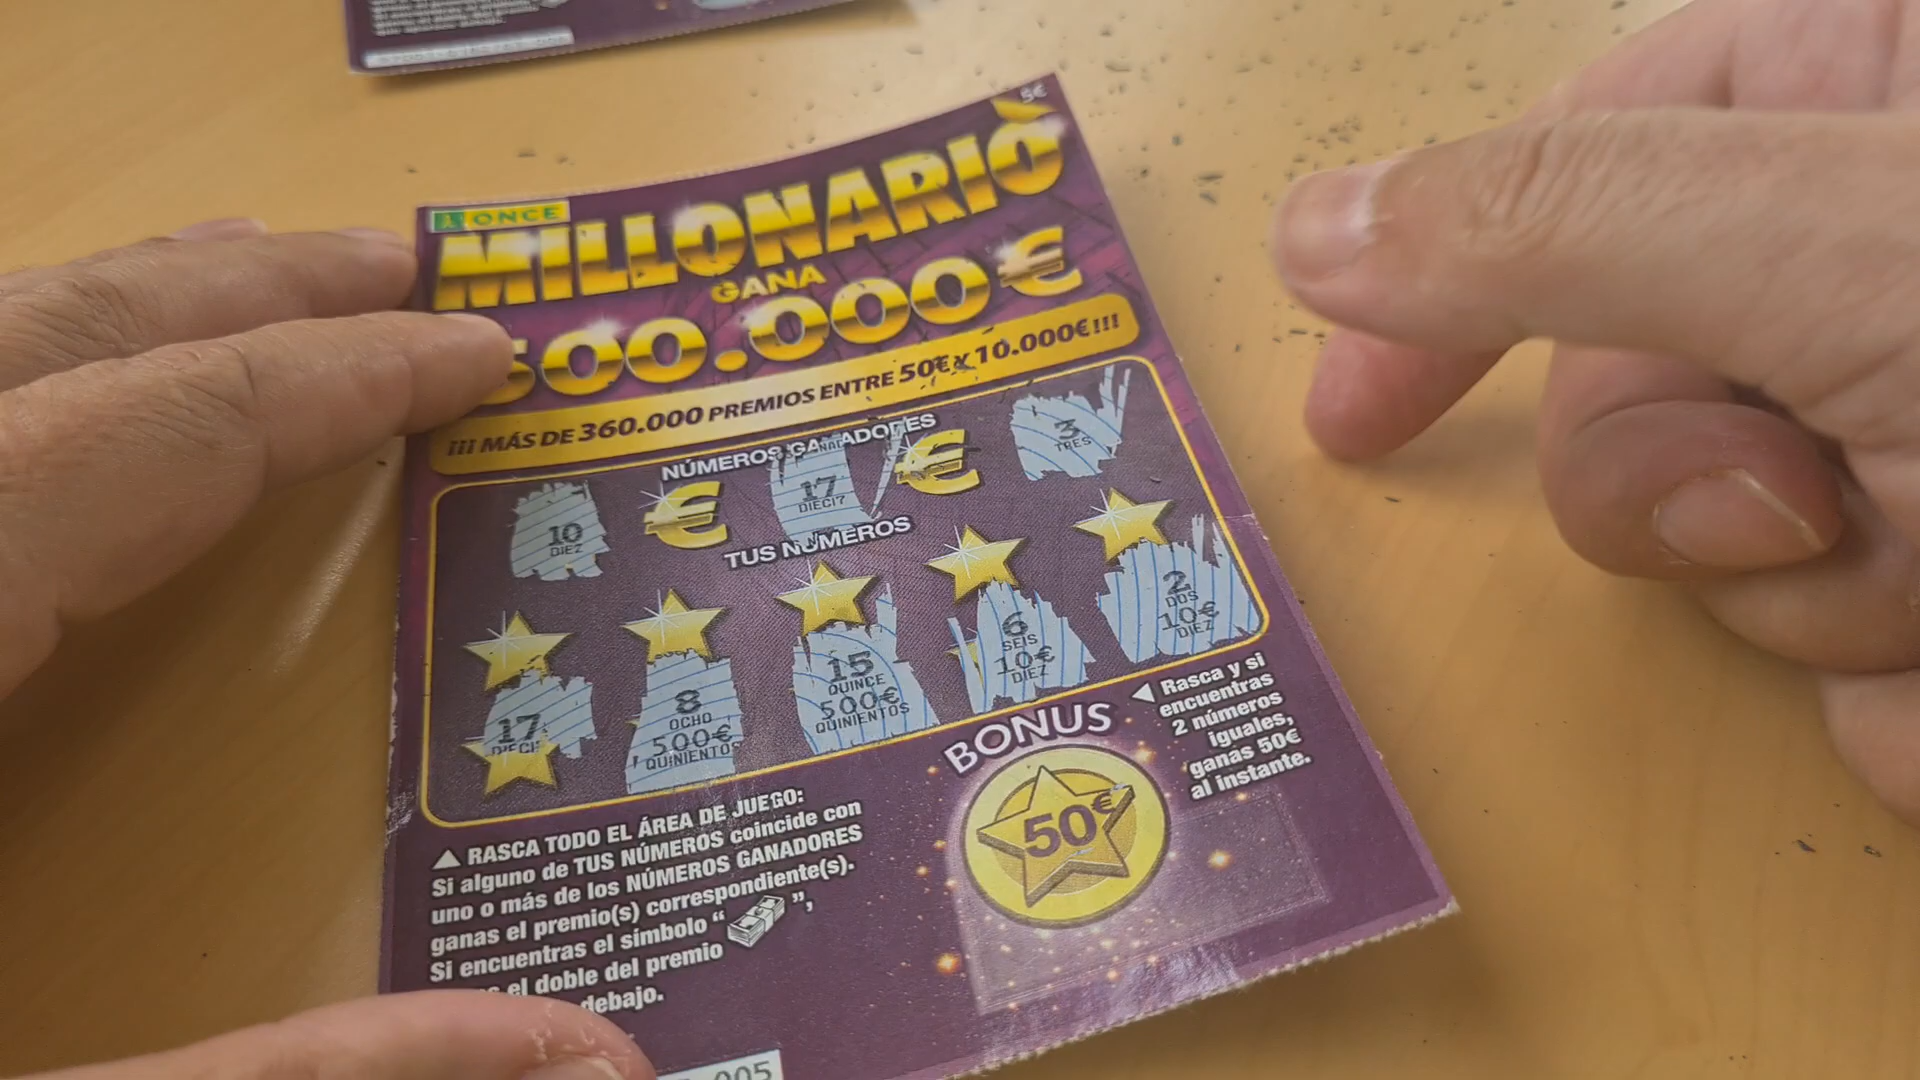 5€
ONCE
MILLONARIO
GANA
500.000€
¡¡¡ MÁS DE 360.000 PREMIOS ENTRE 50€ Y 10.000€!!!
NÚMEROS GANADORES
10
DIEZ
€
17
DIECI7
€
3
TRES
TUS NÚMEROS
17
DIECI
8
OCHO
500€
QUINIENTOS
15
QUINCE
500€
QUINIENTOS
6
SEIS
10€
DIEZ
2
DOS
10€
DIEZ
RASCA TODO EL ÁREA DE JUEGO:
Si alguno de TUS NÚMEROS coincide con
uno o más de los NÚMEROS GANADORES
ganas el premio(s) correspondiente(s).
Si encuentras el símbolo “ ”,
el doble del premio
debajo.
BONUS
50€
Rasca y si
encuentras
2 números
iguales,
ganas 50€
al instante.
005